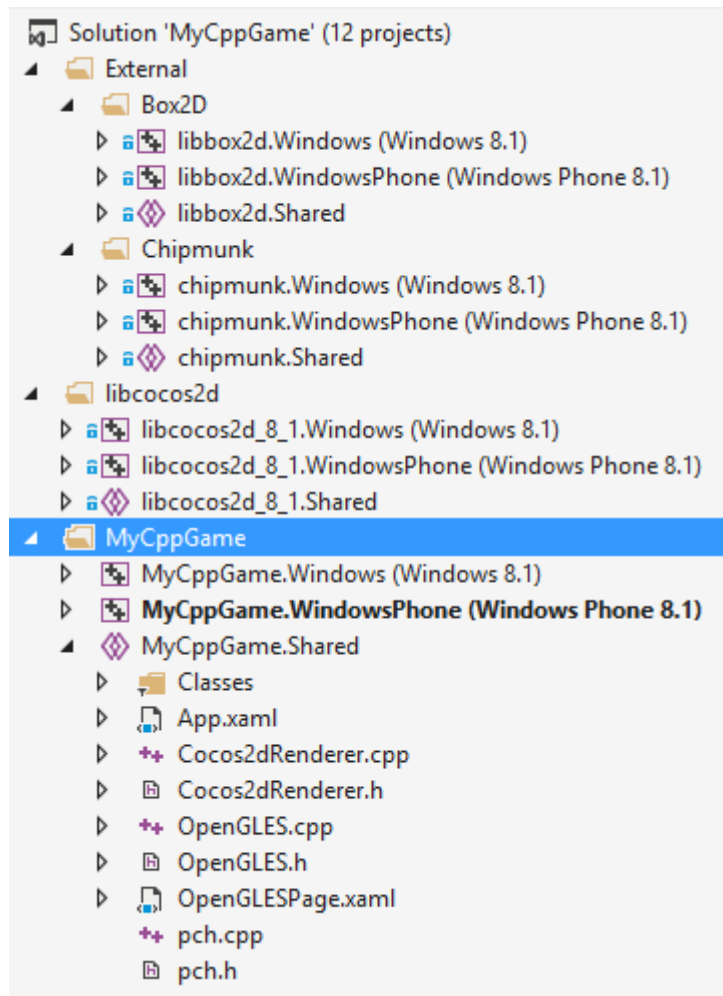 Solution 'MyCppGame' (12 projects)
External
Box2D
libbox2d.Windows (Windows 8.1)
libbox2d.WindowsPhone (Windows Phone 8.1)
libbox2d.Shared
Chipmunk
chipmunk.Windows (Windows 8.1)
chipmunk.WindowsPhone (Windows Phone 8.1)
chipmunk.Shared
libcocos2d
libcocos2d_8_1.Windows (Windows 8.1)
libcocos2d_8_1.WindowsPhone (Windows Phone 8.1)
libcocos2d_8_1.Shared
MyCppGame
MyCppGame.Windows (Windows 8.1)
MyCppGame.WindowsPhone (Windows Phone 8.1)
MyCppGame.Shared
Classes
App.xaml
Cocos2dRenderer.cpp
Cocos2dRenderer.h
OpenGLES.cpp
OpenGLES.h
OpenGLESPage.xaml
pch.cpp
pch.h